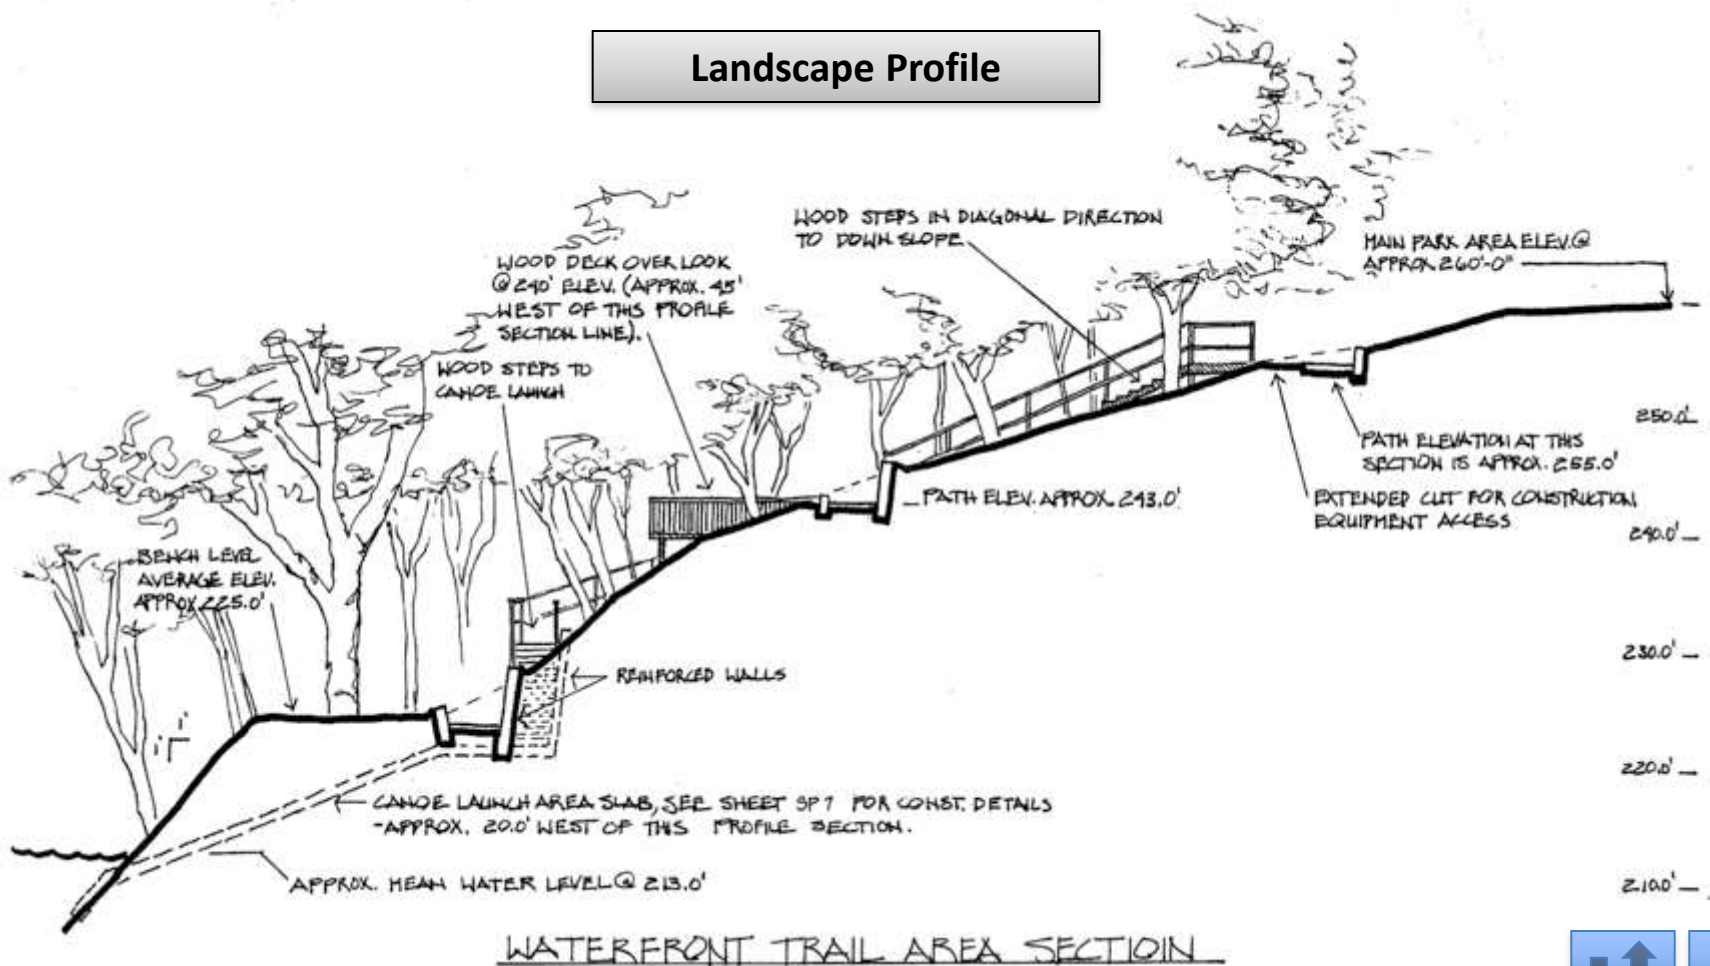 Landscape Profile
WOOD STEPS IN DIAGONAL DIRECTION
TO DOWN SLOPE
MAIN PARK AREA ELEV.@
APPROX 260'-0"
WOOD DECK OVER LOOK
@ 240' ELEV. (APPROX. 45'
WEST OF THIS PROFILE
SECTION LINE).
WOOD STEPS TO
CANOE LAUNCH
250.0'
PATH ELEVATION AT THIS
SECTION IS APPROX. 255.0'
PATH ELEV. APPROX. 243.0'
EXTENDED CUT FOR CONSTRUCTION
EQUIPMENT ACCESS
240.0'
BENCH LEVEL
AVERAGE ELEV.
APPROX 225.0'
230.0'
REINFORCED WALLS
220.0'
CANOE LAUNCH AREA SLAB, SEE SHEET SP 7 FOR CONST. DETAILS
-APPROX. 20.0' WEST OF THIS PROFILE SECTION.
APPROX. MEAN WATER LEVEL @ 213.0'
210.0'
WATERFRONT TRAIL AREA SECTIOIN